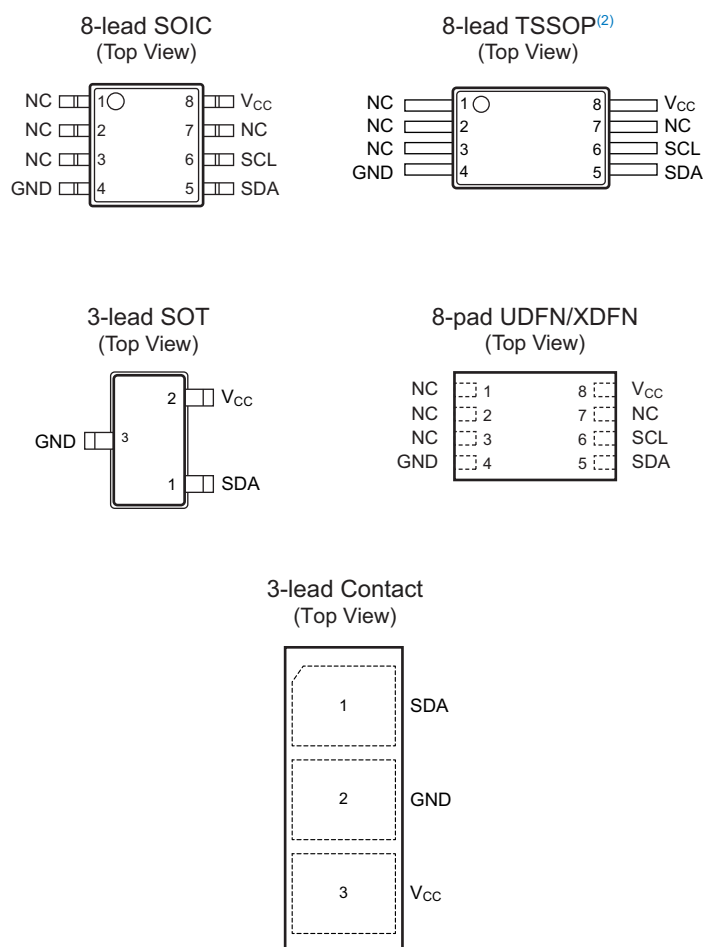 8-lead SOIC
(Top View)
NC 1 8 VCC
NC 2 7 NC
NC 3 6 SCL
GND 4 5 SDA
8-lead TSSOP(2)
(Top View)
NC 1 8 VCC
NC 2 7 NC
NC 3 6 SCL
GND 4 5 SDA
3-lead SOT
(Top View)
2 VCC
GND 3
1 SDA
8-pad UDFN/XDFN
(Top View)
NC 1 8 VCC
NC 2 7 NC
NC 3 6 SCL
GND 4 5 SDA
3-lead Contact
(Top View)
1 SDA
2 GND
3 VCC